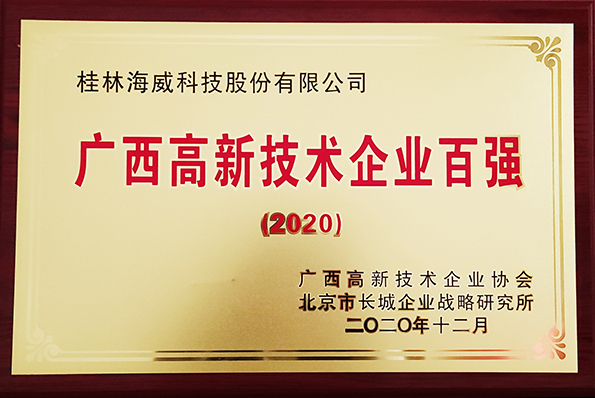 桂林海威科技股份有限公司
广西高新技术企业百强
(2020)
广西高新技术企业协会
北京市长城企业战略研究所
二〇二〇年十二月